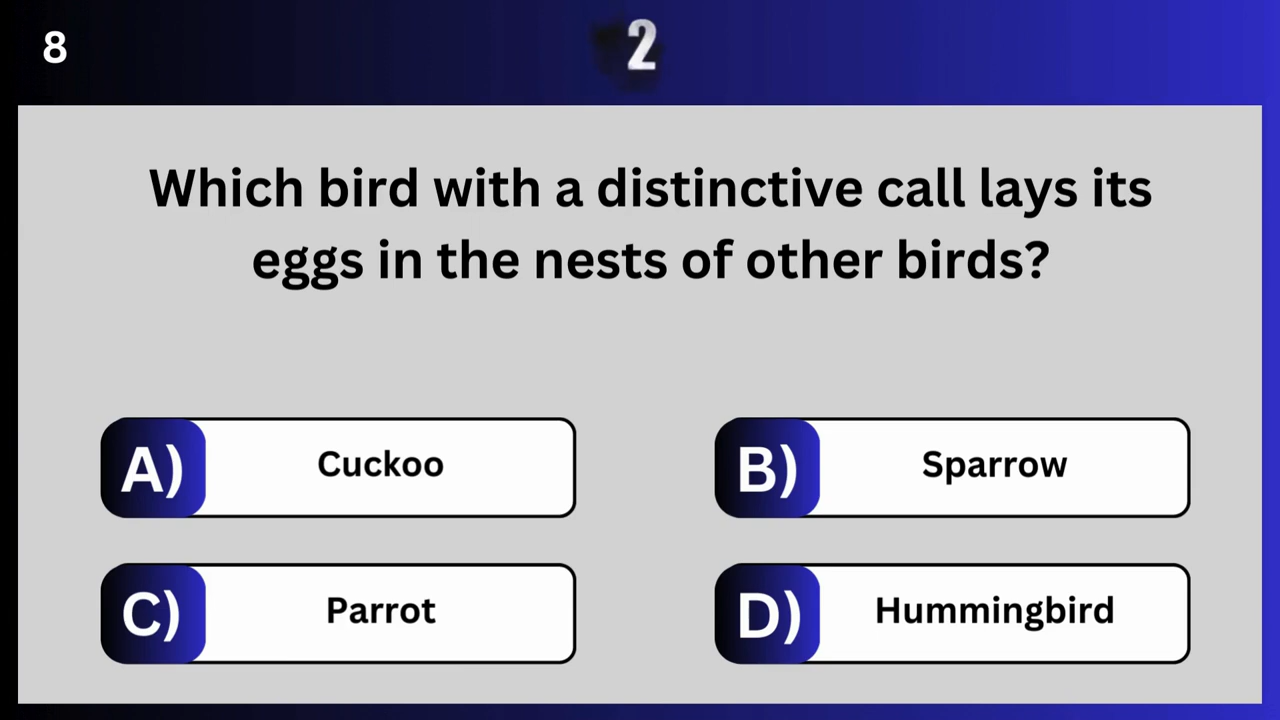 8
2
Which bird with a distinctive call lays its
eggs in the nests of other birds?
A) Cuckoo
B) Sparrow
C) Parrot
D) Hummingbird